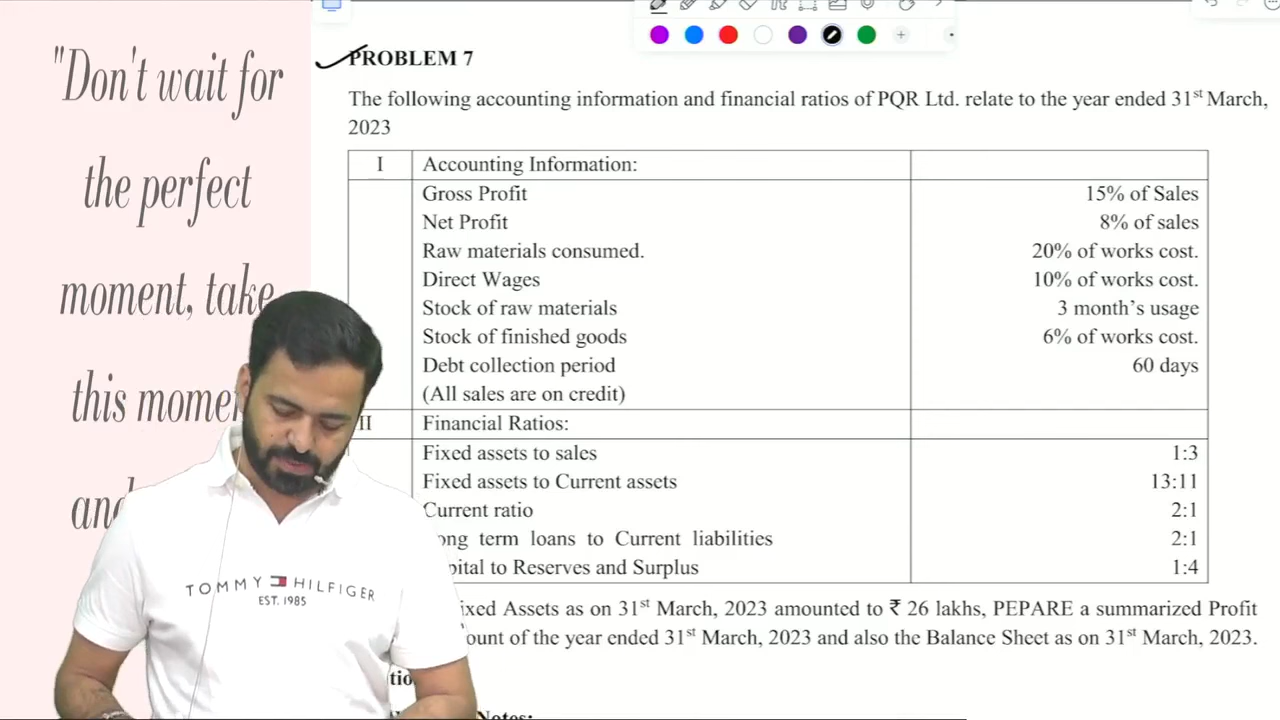 "Don't wait for
the perfect
moment, take
this
PROBLEM 7
The following accounting information and financial ratios of PQR Ltd. relate to the year ended 31st March,
2023
I Accounting Information:
Gross Profit 15% of Sales
Net Profit 8% of sales
Raw materials consumed. 20% of works cost.
Direct Wages 10% of works cost.
Stock of raw materials 3 month's usage
Stock of finished goods 6% of works cost.
Debt collection period 60 days
(All sales are on credit)
II Financial Ratios:
Fixed assets to sales 1:3
Fixed assets to Current assets 13:11
Current ratio 2:1
ong term loans to Current liabilities 2:1
pital to Reserves and Surplus 1:4
ixed Assets as on 31st March, 2023 amounted to ₹ 26 lakhs, PEPARE a summarized Profit
ount of the year ended 31st March, 2023 and also the Balance Sheet as on 31st March, 2023.
Notes:
TOMMY HILFIGER
EST. 1985